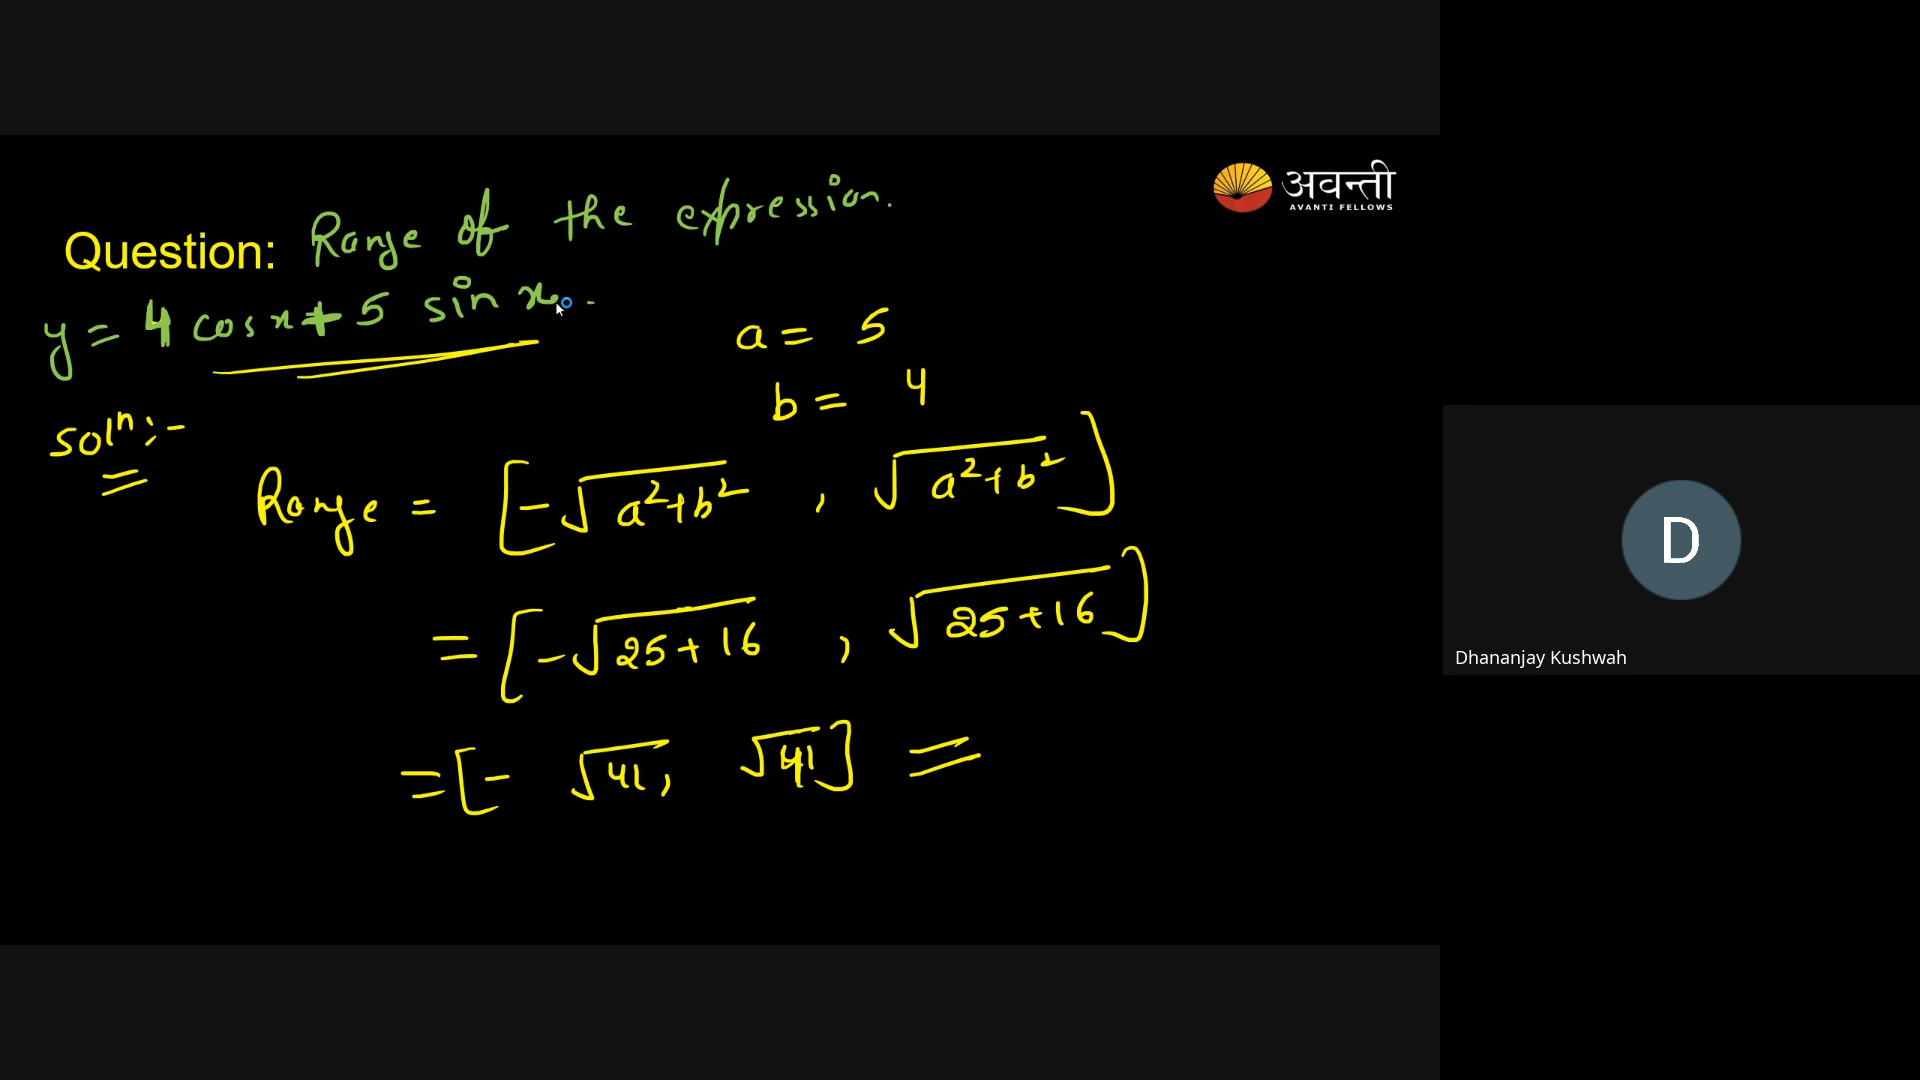 अवन्ती
AVANTI FELLOWS
Question: Range of the expression.
y = 4 cos x + 5 sin x.
a = 5
b = 4
Solⁿ :-
Range = [-√a²+b² , √a²+b²]
= [-√25+16 , √25+16]
= [- √41, √41] =
D
Dhananjay Kushwah